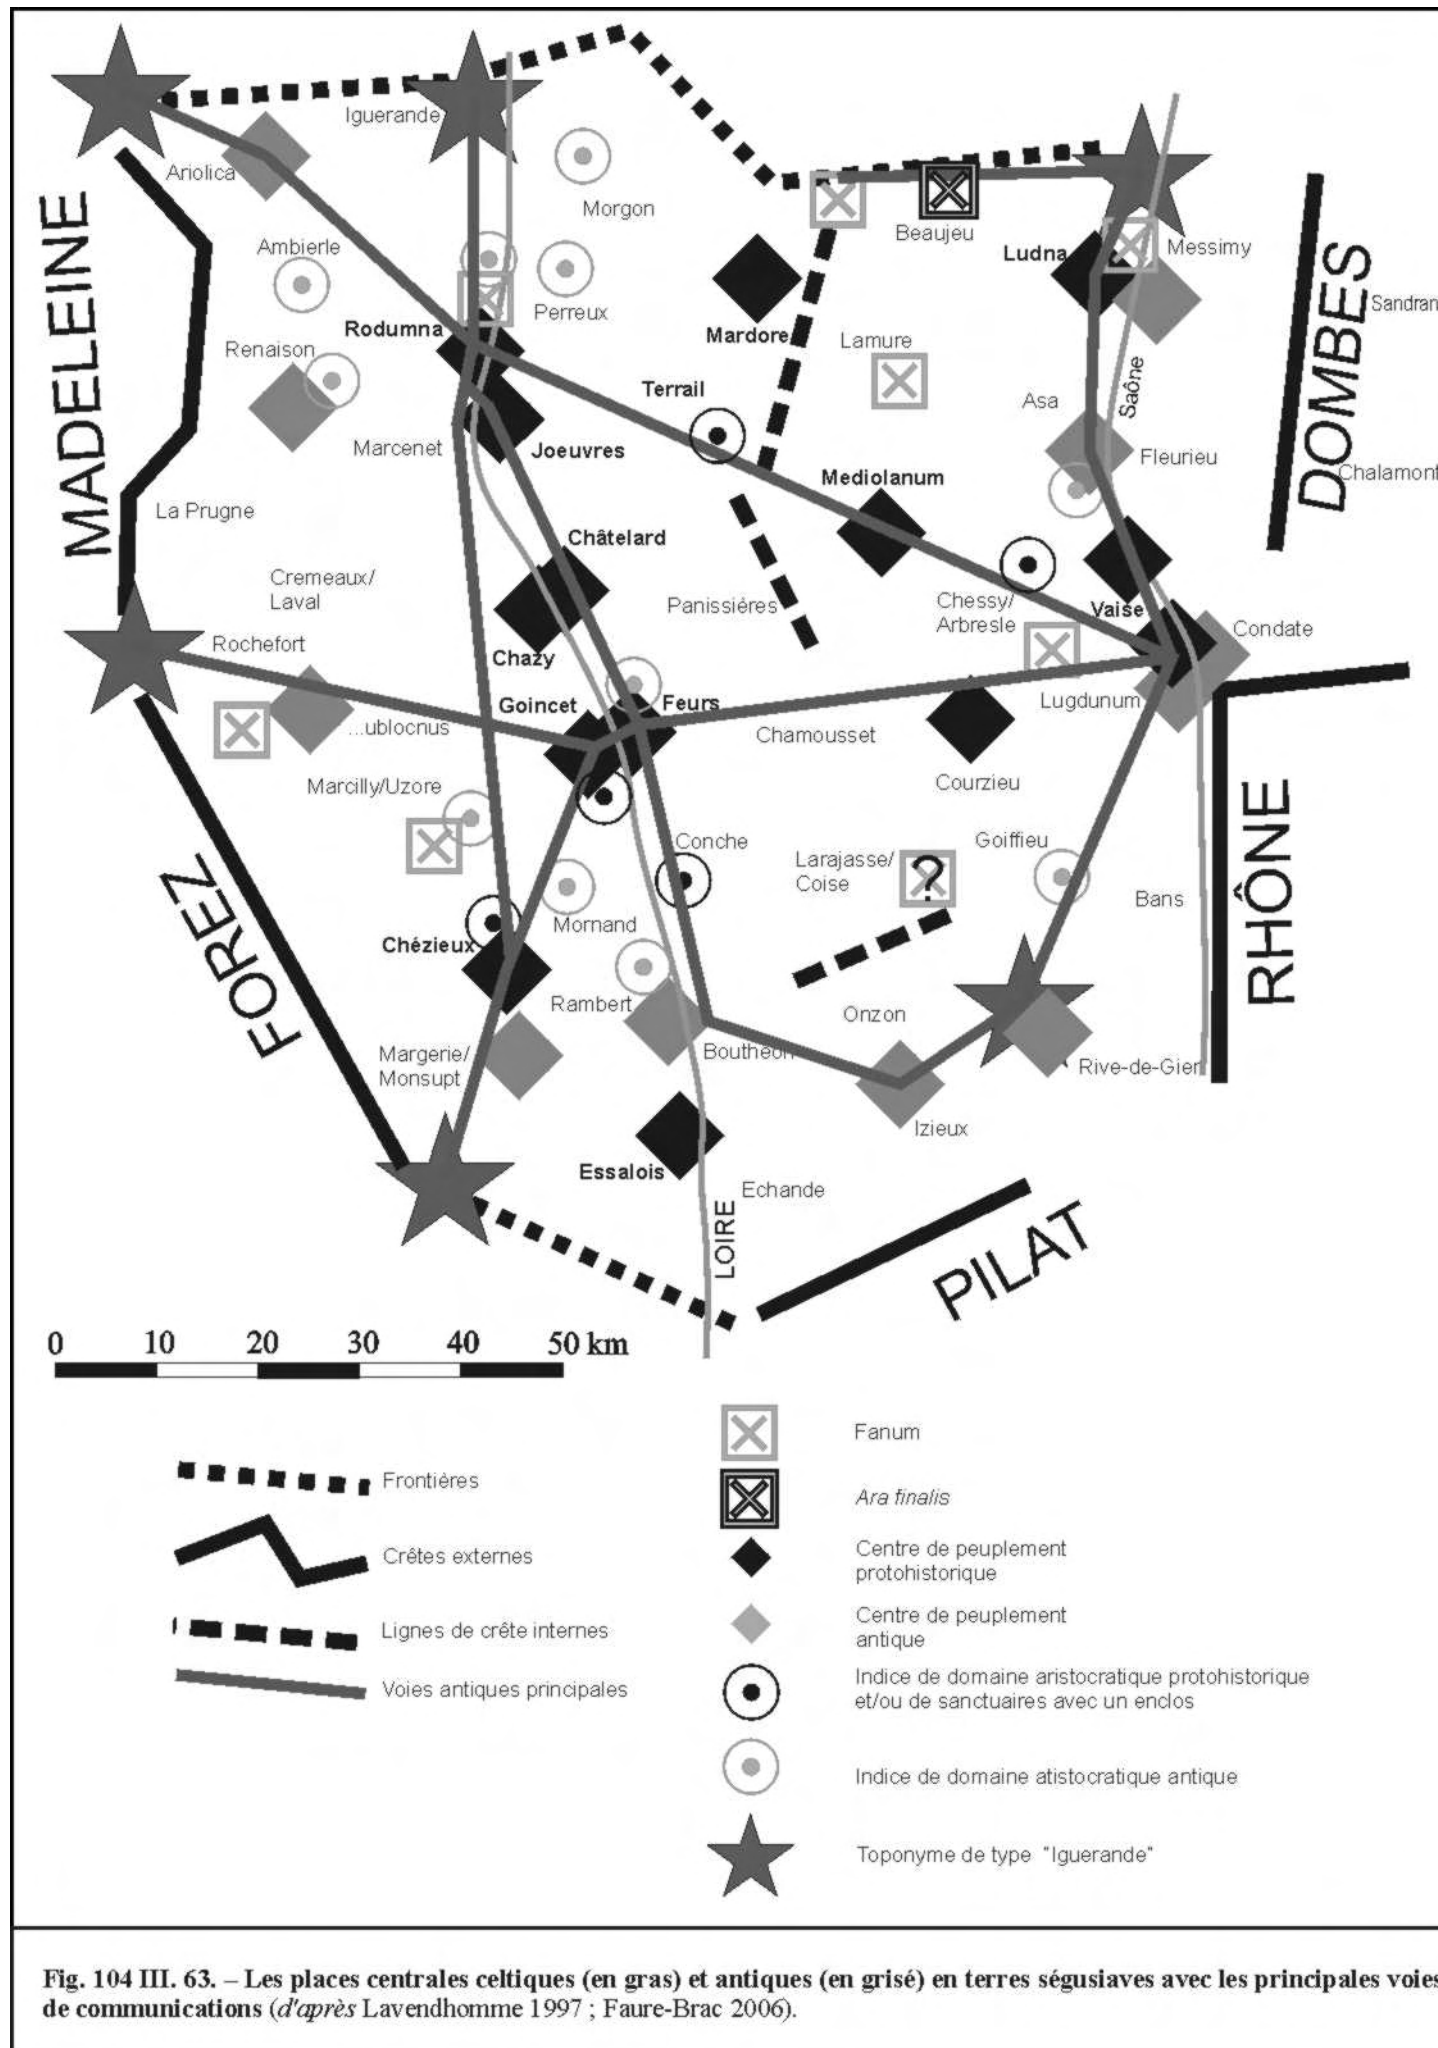 Iguerande
Ariolica
Morgon
Ambierle
Beaujeu
Ludna
Messimy
MADELEINE
DOMBES
Sandran
Perreux
Rodumna
Mardore
Lamure
Renaison
Terrail
Asa
Saône
Marcenet
Joeuvres
Fleurieu
Mediolanum
Chalamont
La Prugne
Châtelard
Cremeaux/
Laval
Panissiéres
Chessy/
Arbresle
Vaise
Condate
Rochefort
Chazy
Goincet
Feurs
Lugdunum
...ublocnus
Chamousset
Courzieu
Marcilly/Uzore
Conche
Larajasse/
Coise
?
Goiffieu
RHÔNE
Bans
FOREZ
Mornand
Chézieux
Rambert
Onzon
Margerie/
Monsupt
Boutheon
Rive-de-Gier
Izieux
Essalois
Echande
LOIRE
PILAT
0 10 20 30 40 50 km
Frontiéres
Crêtes externes
Lignes de crête internes
Voies antiques principales
Fanum
Ara finalis
Centre de peuplement
protohistorique
Centre de peuplement
antique
Indice de domaine aristocratique protohistorique
et/ou de sanctuaires avec un enclos
Indice de domaine atistocratique antique
Toponyme de type "Iguerande"
Fig. 104 III. 63. – Les places centrales celtiques (en gras) et antiques (en grisé) en terres ségusiaves avec les principales voies
de communications (d'après Lavendhomme 1997 ; Faure-Brac 2006).